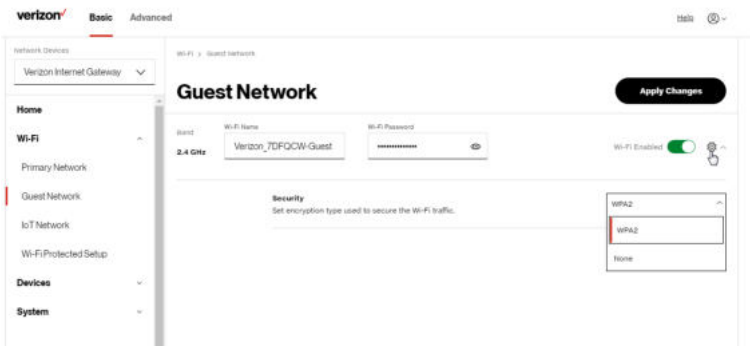 verizon✓ Basic Advanced Help
Network Devices
Verizon Internet Gateway
Home
Wi-Fi
Primary Network
Guest Network
IoT Network
Wi-Fi Protected Setup
Devices
System
Wi-Fi > Guest Network
Guest Network
Apply Changes
Band
2.4 GHz
Wi-Fi Name
Verizon_7DFQCW-Guest
Wi-Fi Password
••••••••••••••
Wi-Fi Enabled
Security
Set encryption type used to secure the Wi-Fi traffic.
WPA2
WPA2
None